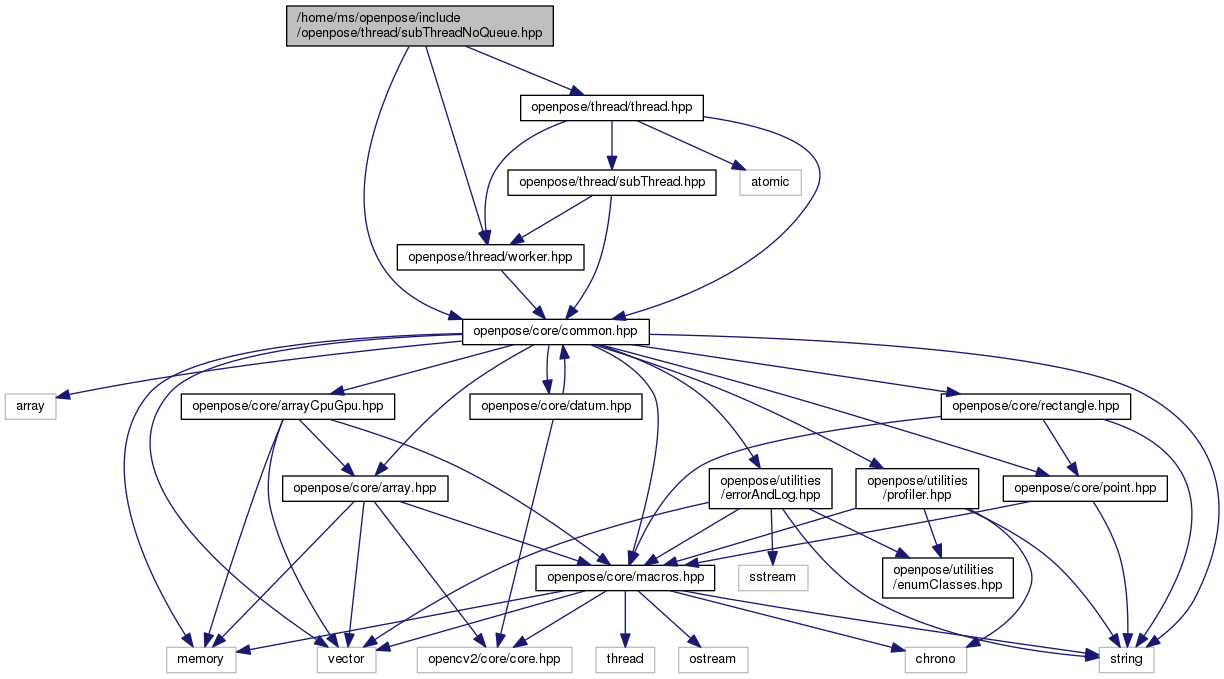 /home/ms/openpose/include
/openpose/thread/subThreadNoQueue.hpp
openpose/thread/thread.hpp
openpose/thread/subThread.hpp
atomic
openpose/thread/worker.hpp
openpose/core/common.hpp
array
openpose/core/arrayCpuGpu.hpp
openpose/core/datum.hpp
openpose/core/rectangle.hpp
openpose/core/array.hpp
openpose/utilities
/errorAndLog.hpp
openpose/utilities
/profiler.hpp
openpose/core/point.hpp
openpose/core/macros.hpp
sstream
openpose/utilities
/enumClasses.hpp
memory
vector
opencv2/core/core.hpp
thread
ostream
chrono
string